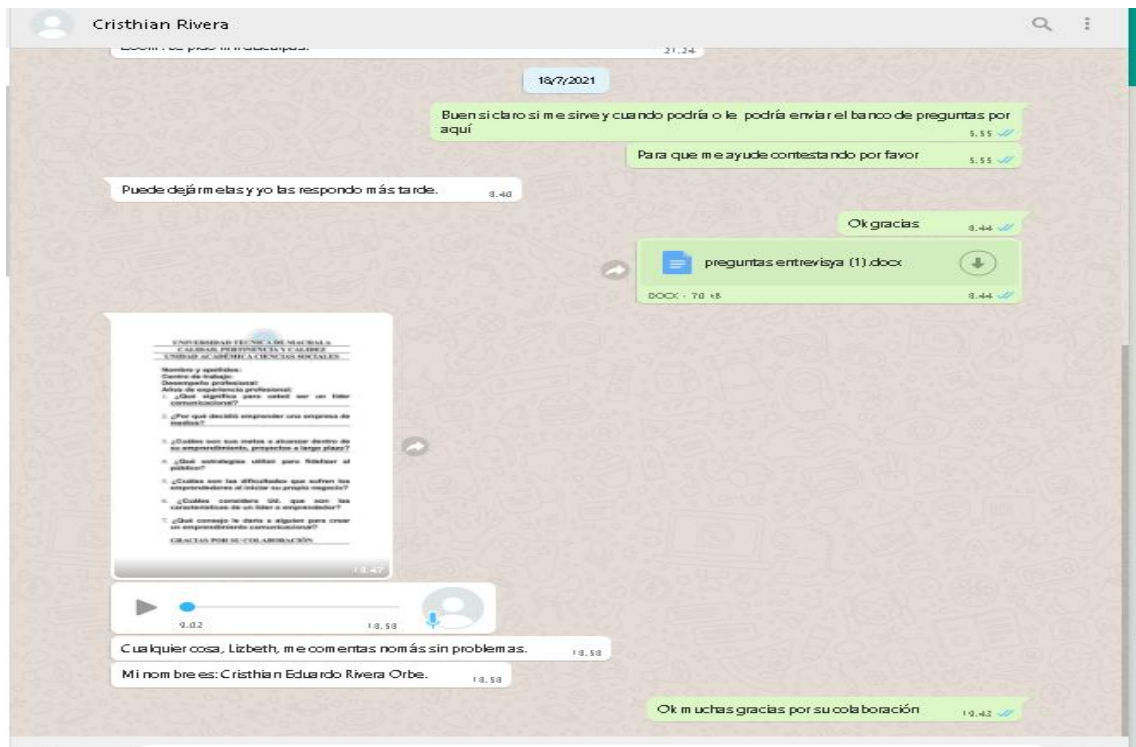 Cristhian Rivera
21:24
18/7/2021
Buen si claro si me sirve y cuando podría o le podría enviar el banco de preguntas por
aquí
5:55
Para que me ayude contestando por favor
5:55
Puede dejármelas y yo las respondo más tarde.
8:40
Ok gracias
8:44
preguntas entrevisya (1).docx
DOCX - 70 kB
8:44
UNIVERSIDAD TÉCNICA DE MACHALA
CALIDAD, PERTINENCIA Y CALIDEZ
UNIDAD ACADÉMICA CIENCIAS SOCIALES
Nombre y apellidos:
Centro de trabajo:
Desempeño profesional:
Años de experiencia profesional:
1. ¿Qué significa para usted ser un líder
comunicacional?
2. ¿Por qué decidió emprender una empresa de
medios?
3. ¿Cuáles son sus metas a alcanzar dentro de
su emprendimiento, proyectos a largo plazo?
4. ¿Qué estrategias utilizó para fidelizar al
público?
5. ¿Cuáles son las dificultades que sufren los
emprendedores al iniciar su propio negocio?
6. ¿Cuáles considera Ud. que son las
características de un líder o emprendedor?
7. ¿Qué consejo le daría a alguien para crear
un emprendimiento comunicacional?
GRACIAS POR SU COLABORACIÓN
18:47
9:02
18:58
Cualquier cosa, Lizbeth, me comentas nomás sin problemas.
18:58
Mi nombre es: Cristhian Eduardo Rivera Orbe.
18:58
Ok muchas gracias por su colaboración
19:43